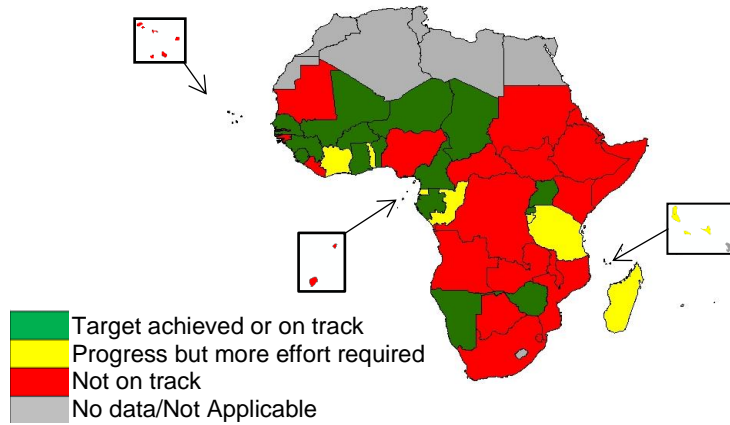 Target achieved or on track
Progress but more effort required
Not on track
No data/Not Applicable